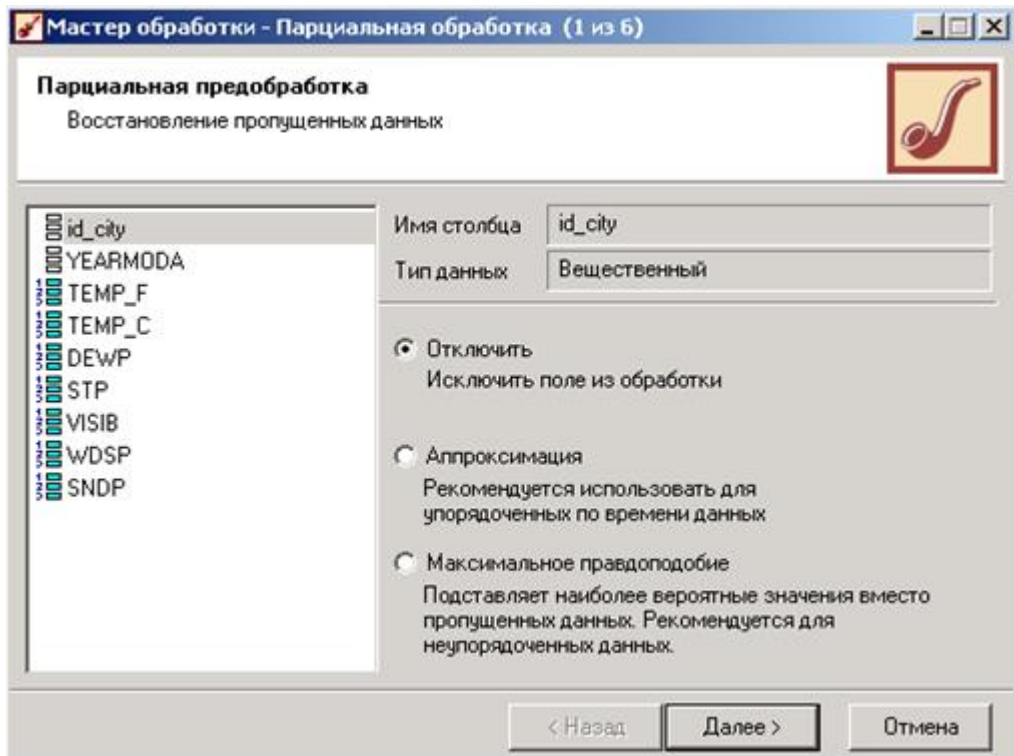 Мастер обработки - Парциальная обработка (1 из 6)
Парциальная предобработка
Восстановление пропущенных данных
id_city
YEARMODA
TEMP_F
TEMP_C
DEWP
STP
VISIB
WDSP
SNDP
Имя столбца id_city
Тип данных Вещественный
Отключить
Исключить поле из обработки
Аппроксимация
Рекомендуется использовать для
упорядоченных по времени данных
Максимальное правдоподобие
Подставляет наиболее вероятные значения вместо
пропущенных данных. Рекомендуется для
неупорядоченных данных.
< Назад Далее > Отмена